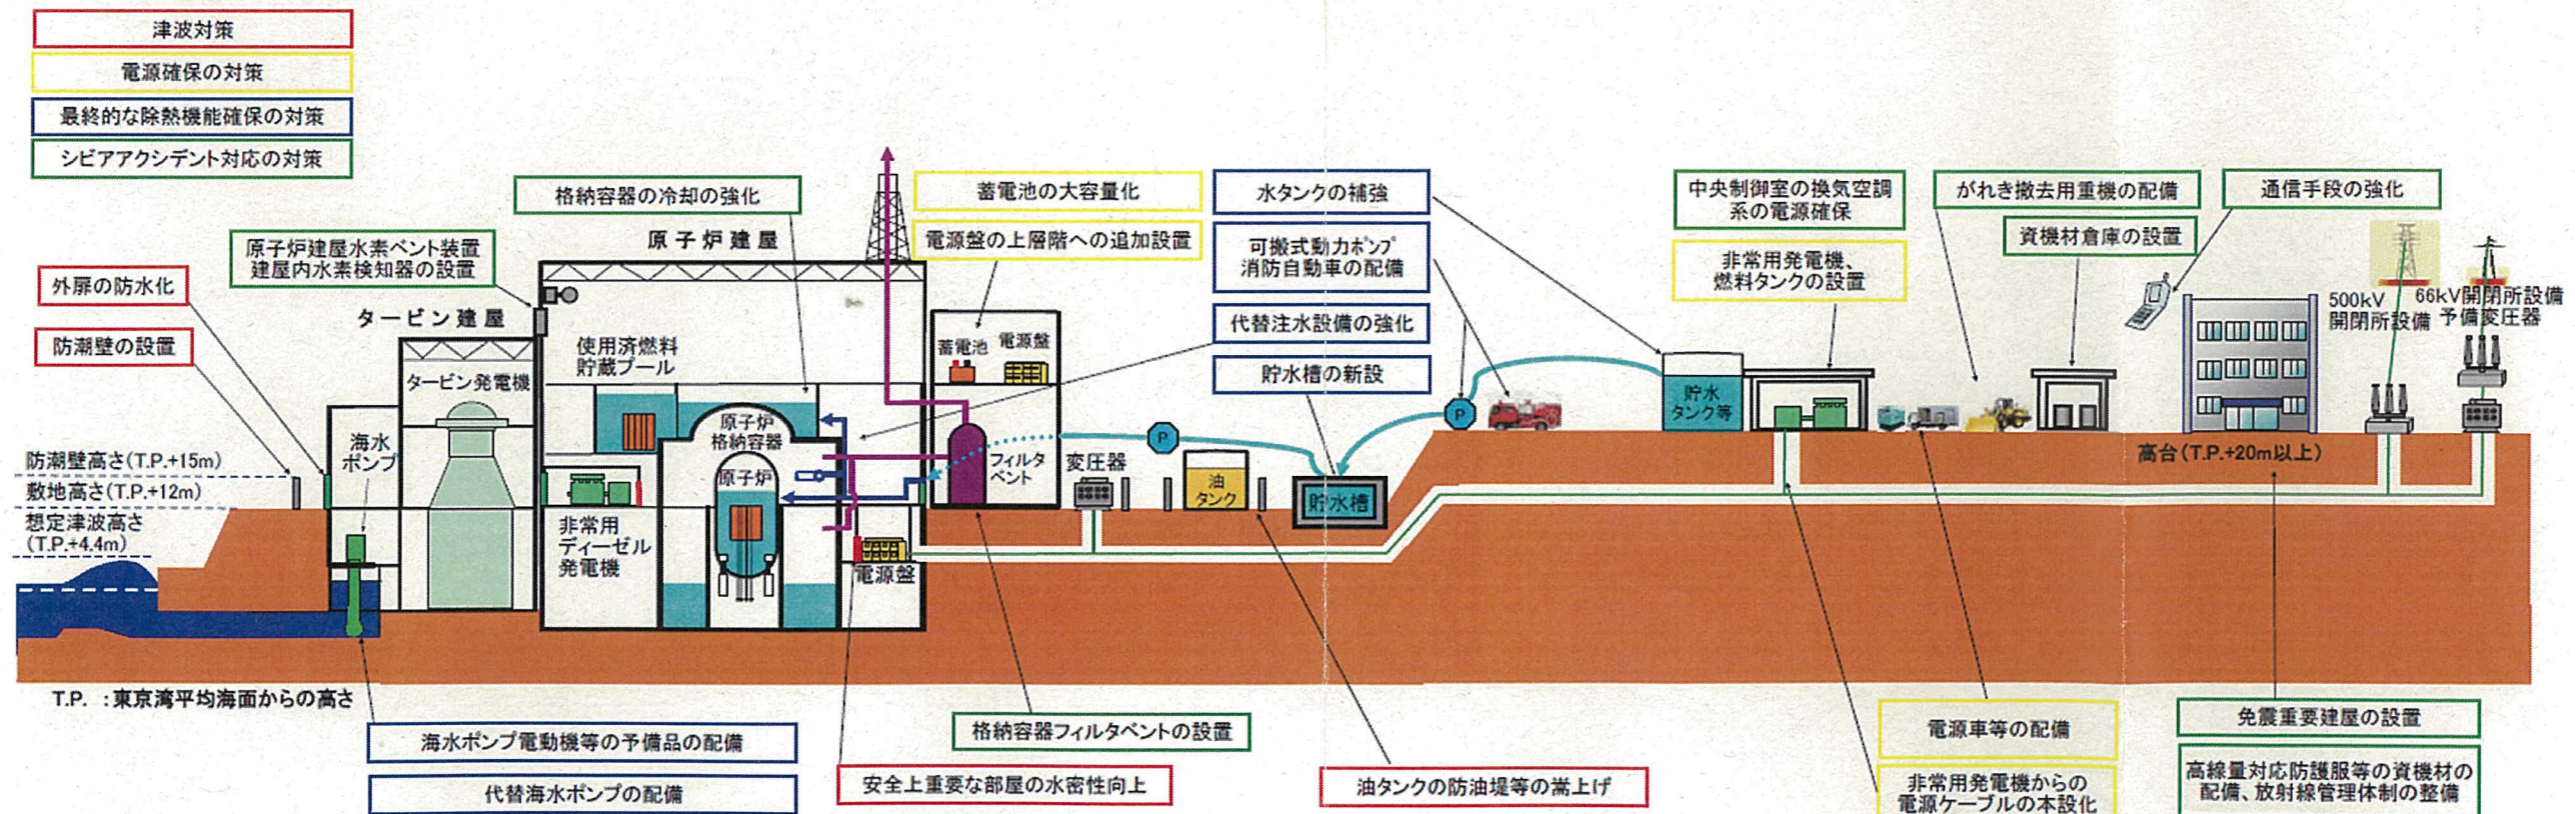 津波対策
電源確保の対策
最終的な除熱機能確保の対策
シビアアクシデント対応の対策
格納容器の冷却の強化
原子炉建屋
原子炉建屋水素ベント装置
建屋内水素検知器の設置
外扉の防水化
防潮壁の設置
タービン建屋
タービン発電機
海水
ポンプ
使用済燃料
貯蔵プール
原子炉
格納容器
原子炉
非常用
ディーゼル
発電機
電源盤
蓄電池の大容量化
電源盤の上層階への追加設置
蓄電池
電源盤
フィルタ
ベント
変圧器
油
タンク
貯水槽
水タンクの補強
可搬式動力ポンプ
消防自動車の配備
代替注水設備の強化
貯水槽の新設
P
P
貯水
タンク等
中央制御室の換気空調
系の電源確保
非常用発電機、
燃料タンクの設置
がれき撤去用重機の配備
資機材倉庫の設置
通信手段の強化
500kV
開閉所設備
66kV開閉所設備
予備変圧器
高台(T.P.+20m以上)
防潮壁高さ(T.P.+15m)
敷地高さ(T.P.+12m)
想定津波高さ
(T.P.+4.4m)
T.P. :東京湾平均海面からの高さ
海水ポンプ電動機等の予備品の配備
代替海水ポンプの配備
格納容器フィルタベントの設置
安全上重要な部屋の水密性向上
油タンクの防油堤等の嵩上げ
電源車等の配備
非常用発電機からの
電源ケーブルの本設化
免震重要建屋の設置
高線量対応防護服等の資機材の
配備、放射線管理体制の整備